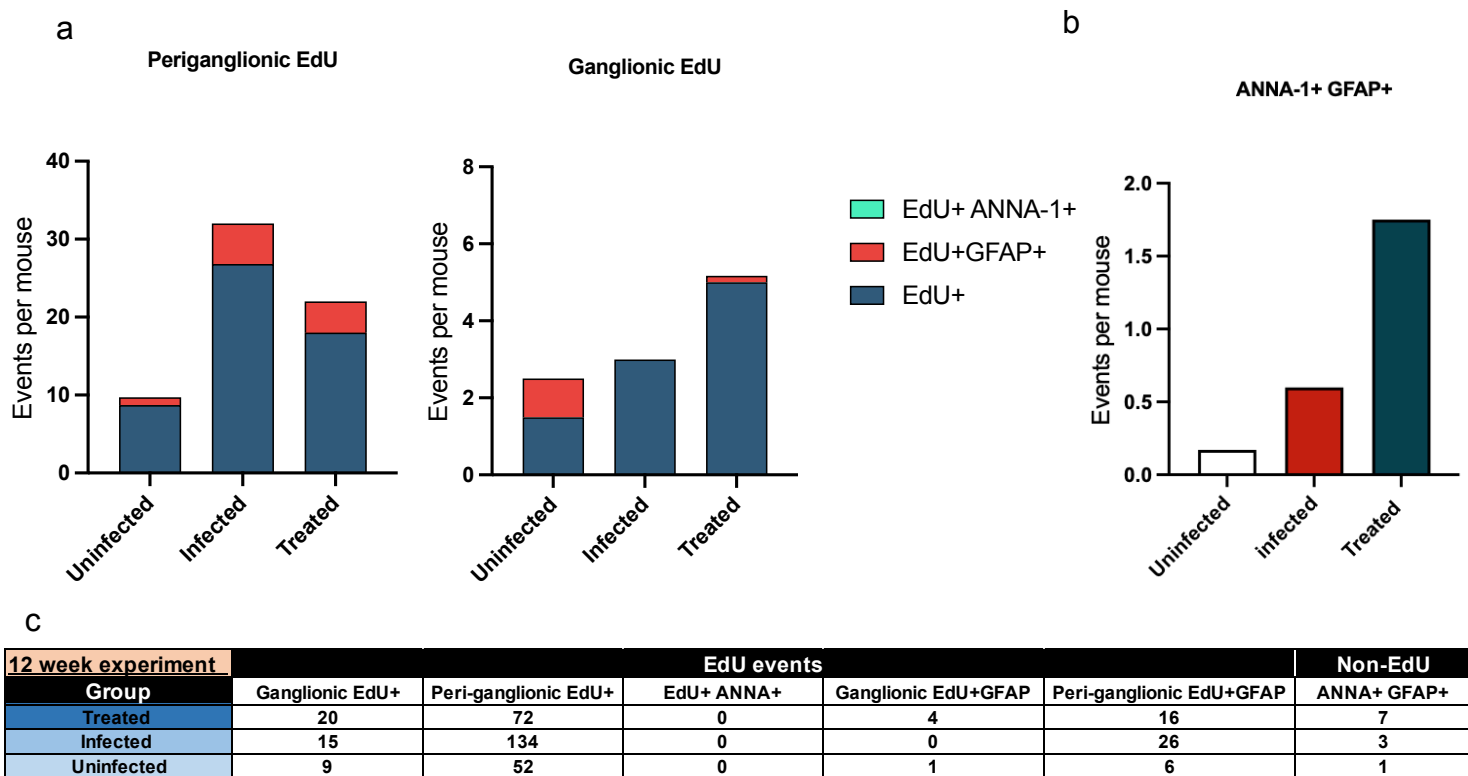 a
Periganglionic EdU
40
30
20
10
0
Events per mouse
Uninfected
Infected
Treated
Ganglionic EdU
8
6
4
2
0
Events per mouse
Uninfected
Infected
Treated
EdU+ ANNA-1+
EdU+GFAP+
EdU+
b
ANNA-1+ GFAP+
2.0
1.5
1.0
0.5
0.0
Events per mouse
Uninfected
infected
Treated
c
12 week experiment EdU events Non-EdU
Group Ganglionic EdU+ Peri-ganglionic EdU+ EdU+ ANNA+ Ganglionic EdU+GFAP Peri-ganglionic EdU+GFAP ANNA+ GFAP+
Treated 20 72 0 4 16 7
Infected 15 134 0 0 26 3
Uninfected 9 52 0 1 6 1